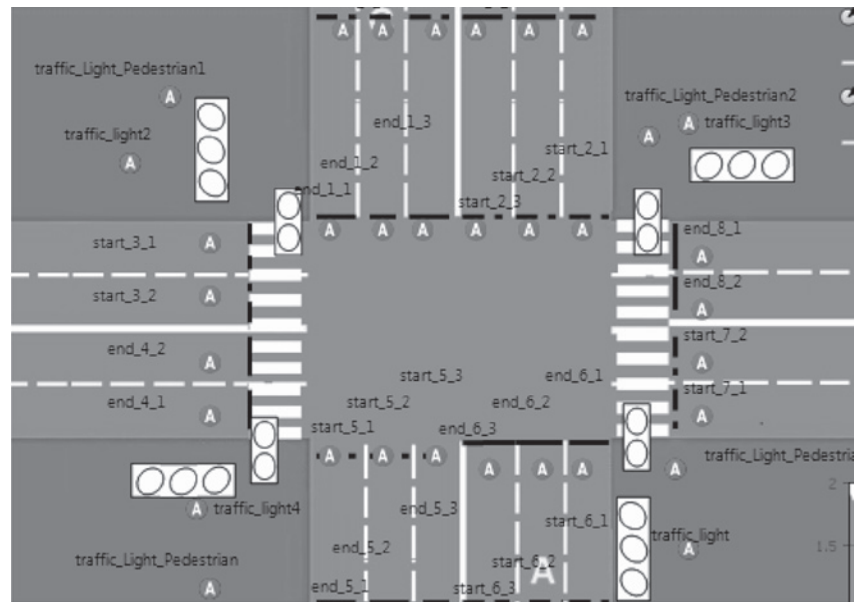 traffic_Light_Pedestrian1
traffic_light2
end_1_3
end_1_2
end_1_1
start_2_1
start_2_2
start_2_3
traffic_Light_Pedestrian2
traffic_light3
start_3_1
start_3_2
end_4_2
end_4_1
end_8_1
end_8_2
start_7_2
start_7_1
start_5_3
start_5_2
start_5_1
end_6_1
end_6_2
end_6_3
traffic_Light_Pedestria
traffic_light4
traffic_Light_Pedestrian
end_5_3
end_5_2
end_5_1
start_6_1
start_6_2
start_6_3
traffic_light
2
1.5
A